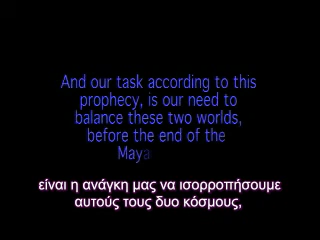 And our task according to this
prophecy, is our need to
balance these two worlds,
before the end of the
Maya
είναι η ανάγκη μας να ισορροπήσουμε
αυτούς τους δυο κόσμους,